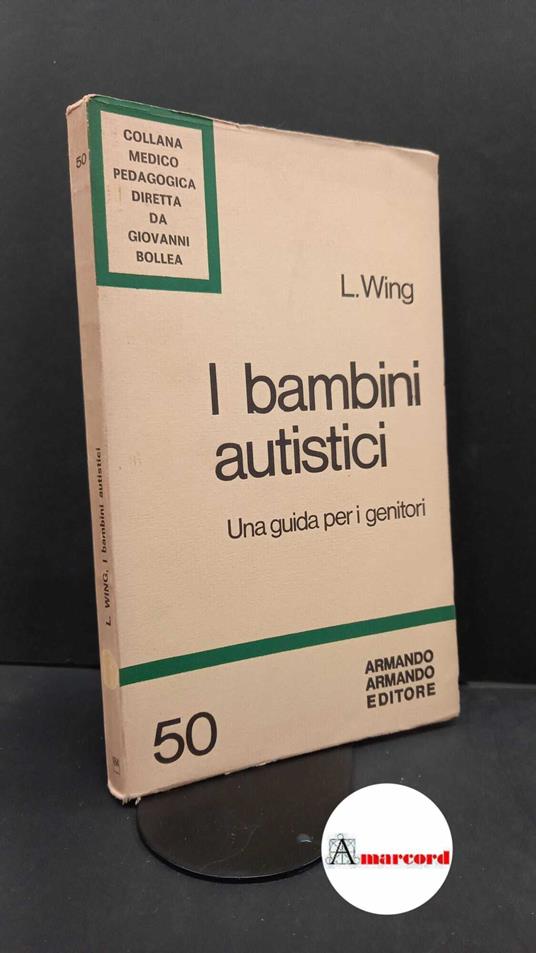 COLLANA
MEDICO
PEDAGOGICA
DIRETTA
DA
GIOVANNI
BOLLEA
L. Wing
I bambini
autistici
Una guida per i genitori
ARMANDO
ARMANDO
EDITORE
50
50
L. WING, I bambini autistici
Amarcord